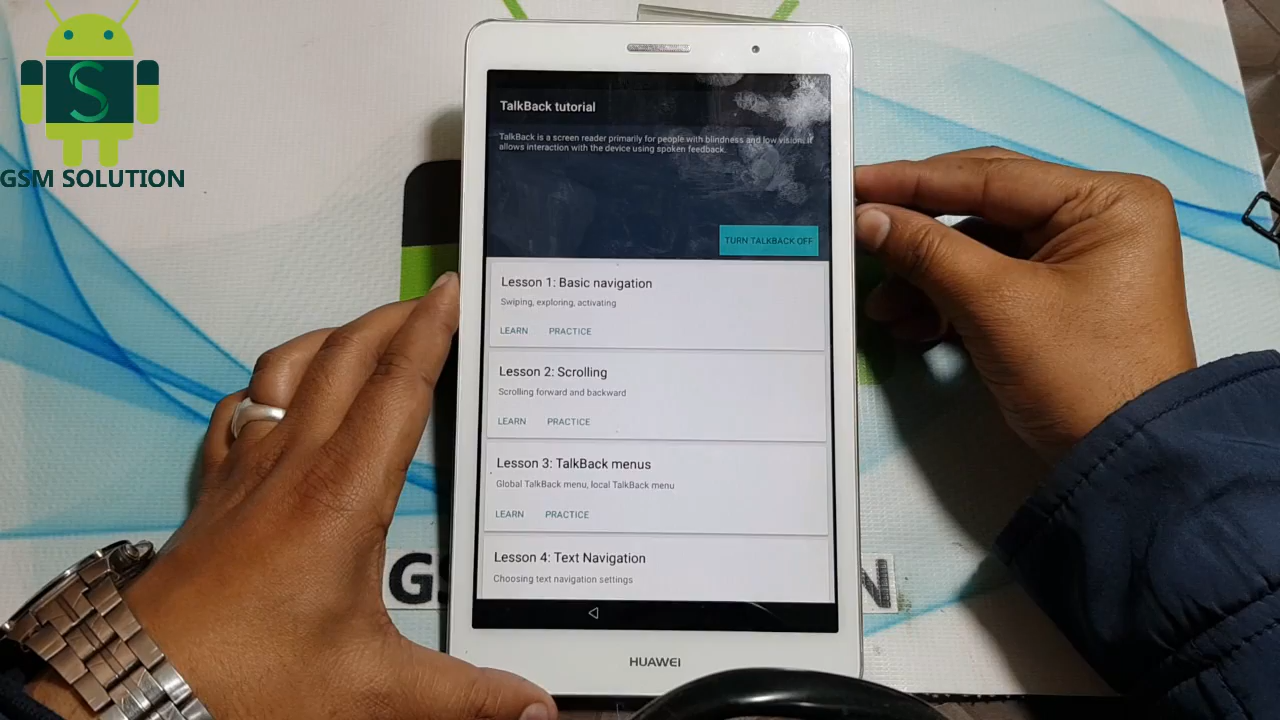 S
GSM SOLUTION
TalkBack tutorial
TalkBack is a screen reader primarily for people with blindness and low vision. It
allows interaction with the device using spoken feedback.
TURN TALKBACK OFF
Lesson 1: Basic navigation
Swiping, exploring, activating
LEARN PRACTICE
Lesson 2: Scrolling
Scrolling forward and backward
LEARN PRACTICE
Lesson 3: TalkBack menus
Global TalkBack menu, local TalkBack menu
LEARN PRACTICE
Lesson 4: Text Navigation
Choosing text navigation settings
HUAWEI
G
N